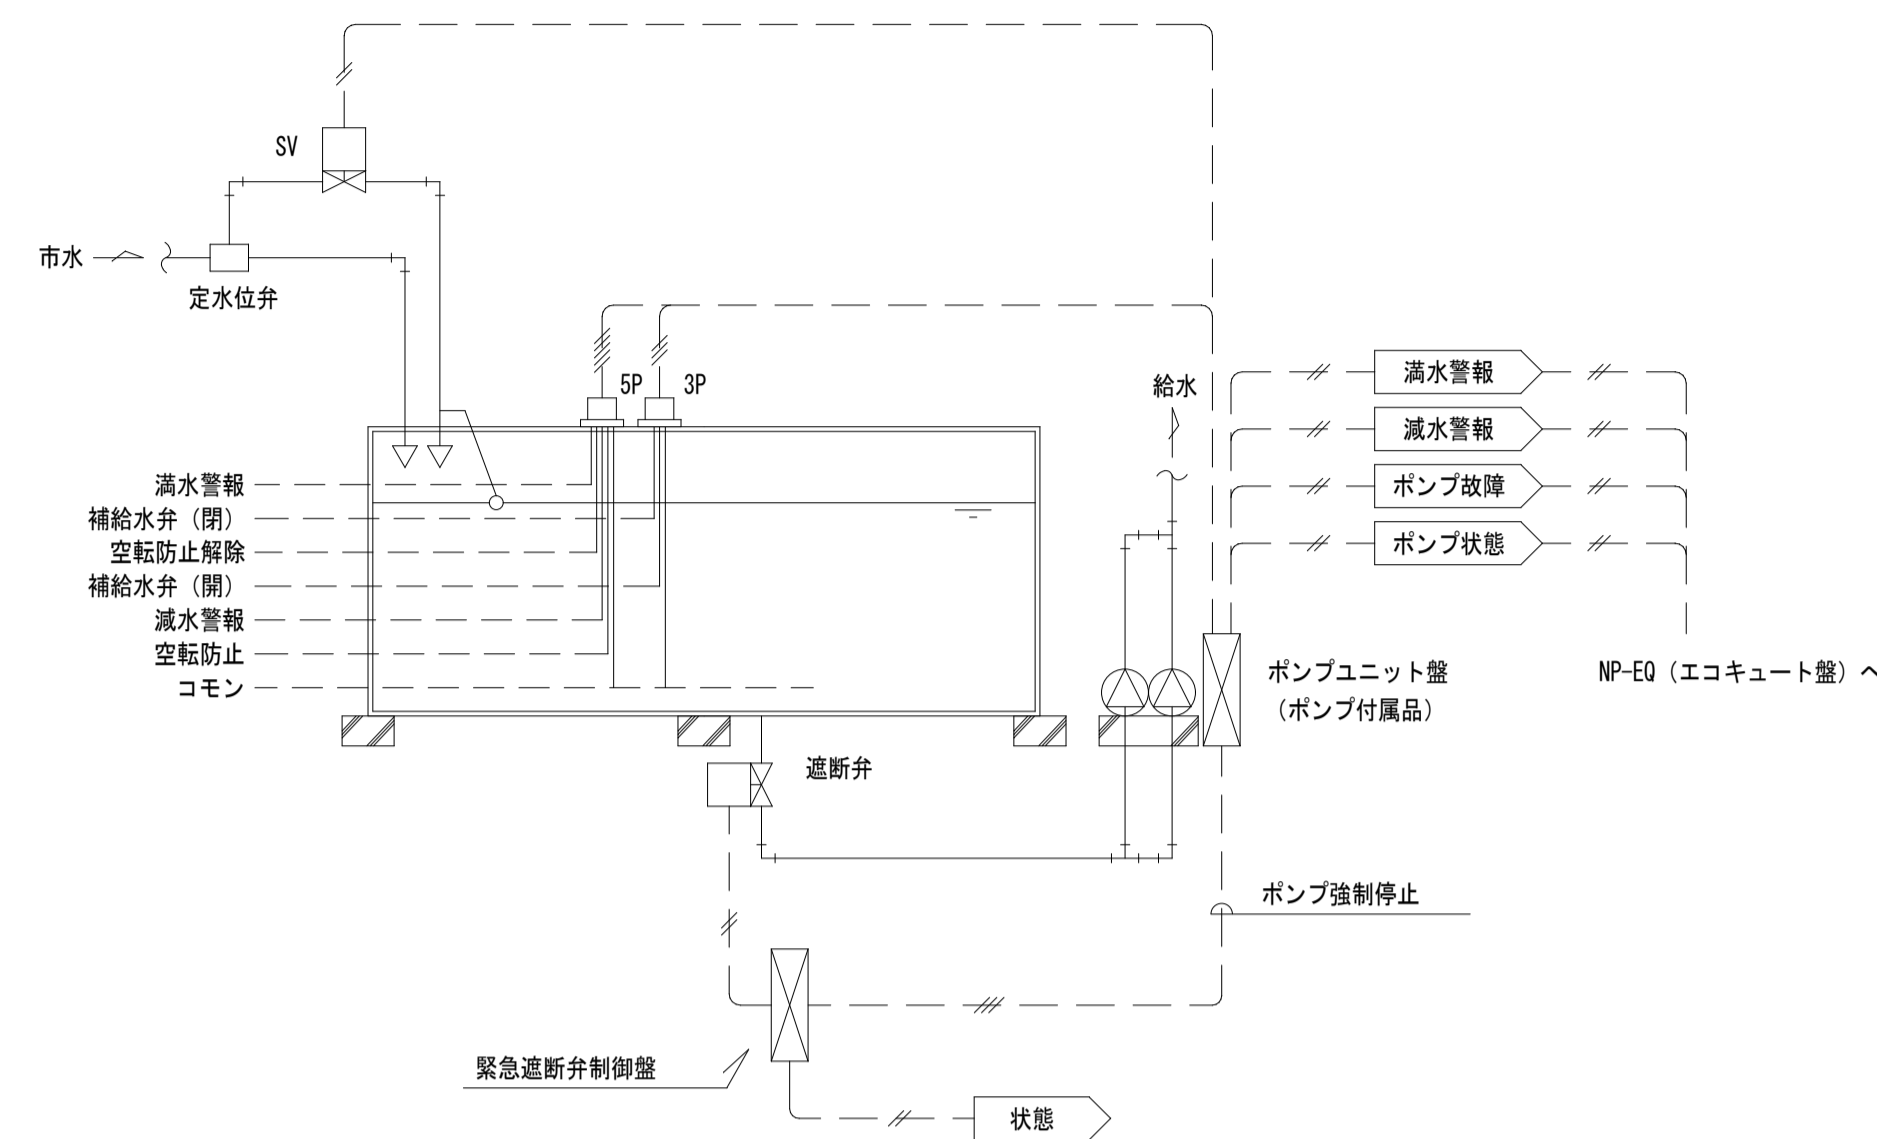 SV
市水
定水位弁
5P
3P
給水
満水警報
減水警報
ポンプ故障
ポンプ状態
満水警報
補給水弁（閉）
空転防止解除
補給水弁（開）
減水警報
空転防止
コモン
ポンプユニット盤
（ポンプ付属品）
NP-EQ（エコキュート盤）へ
遮断弁
ポンプ強制停止
緊急遮断弁制御盤
状態